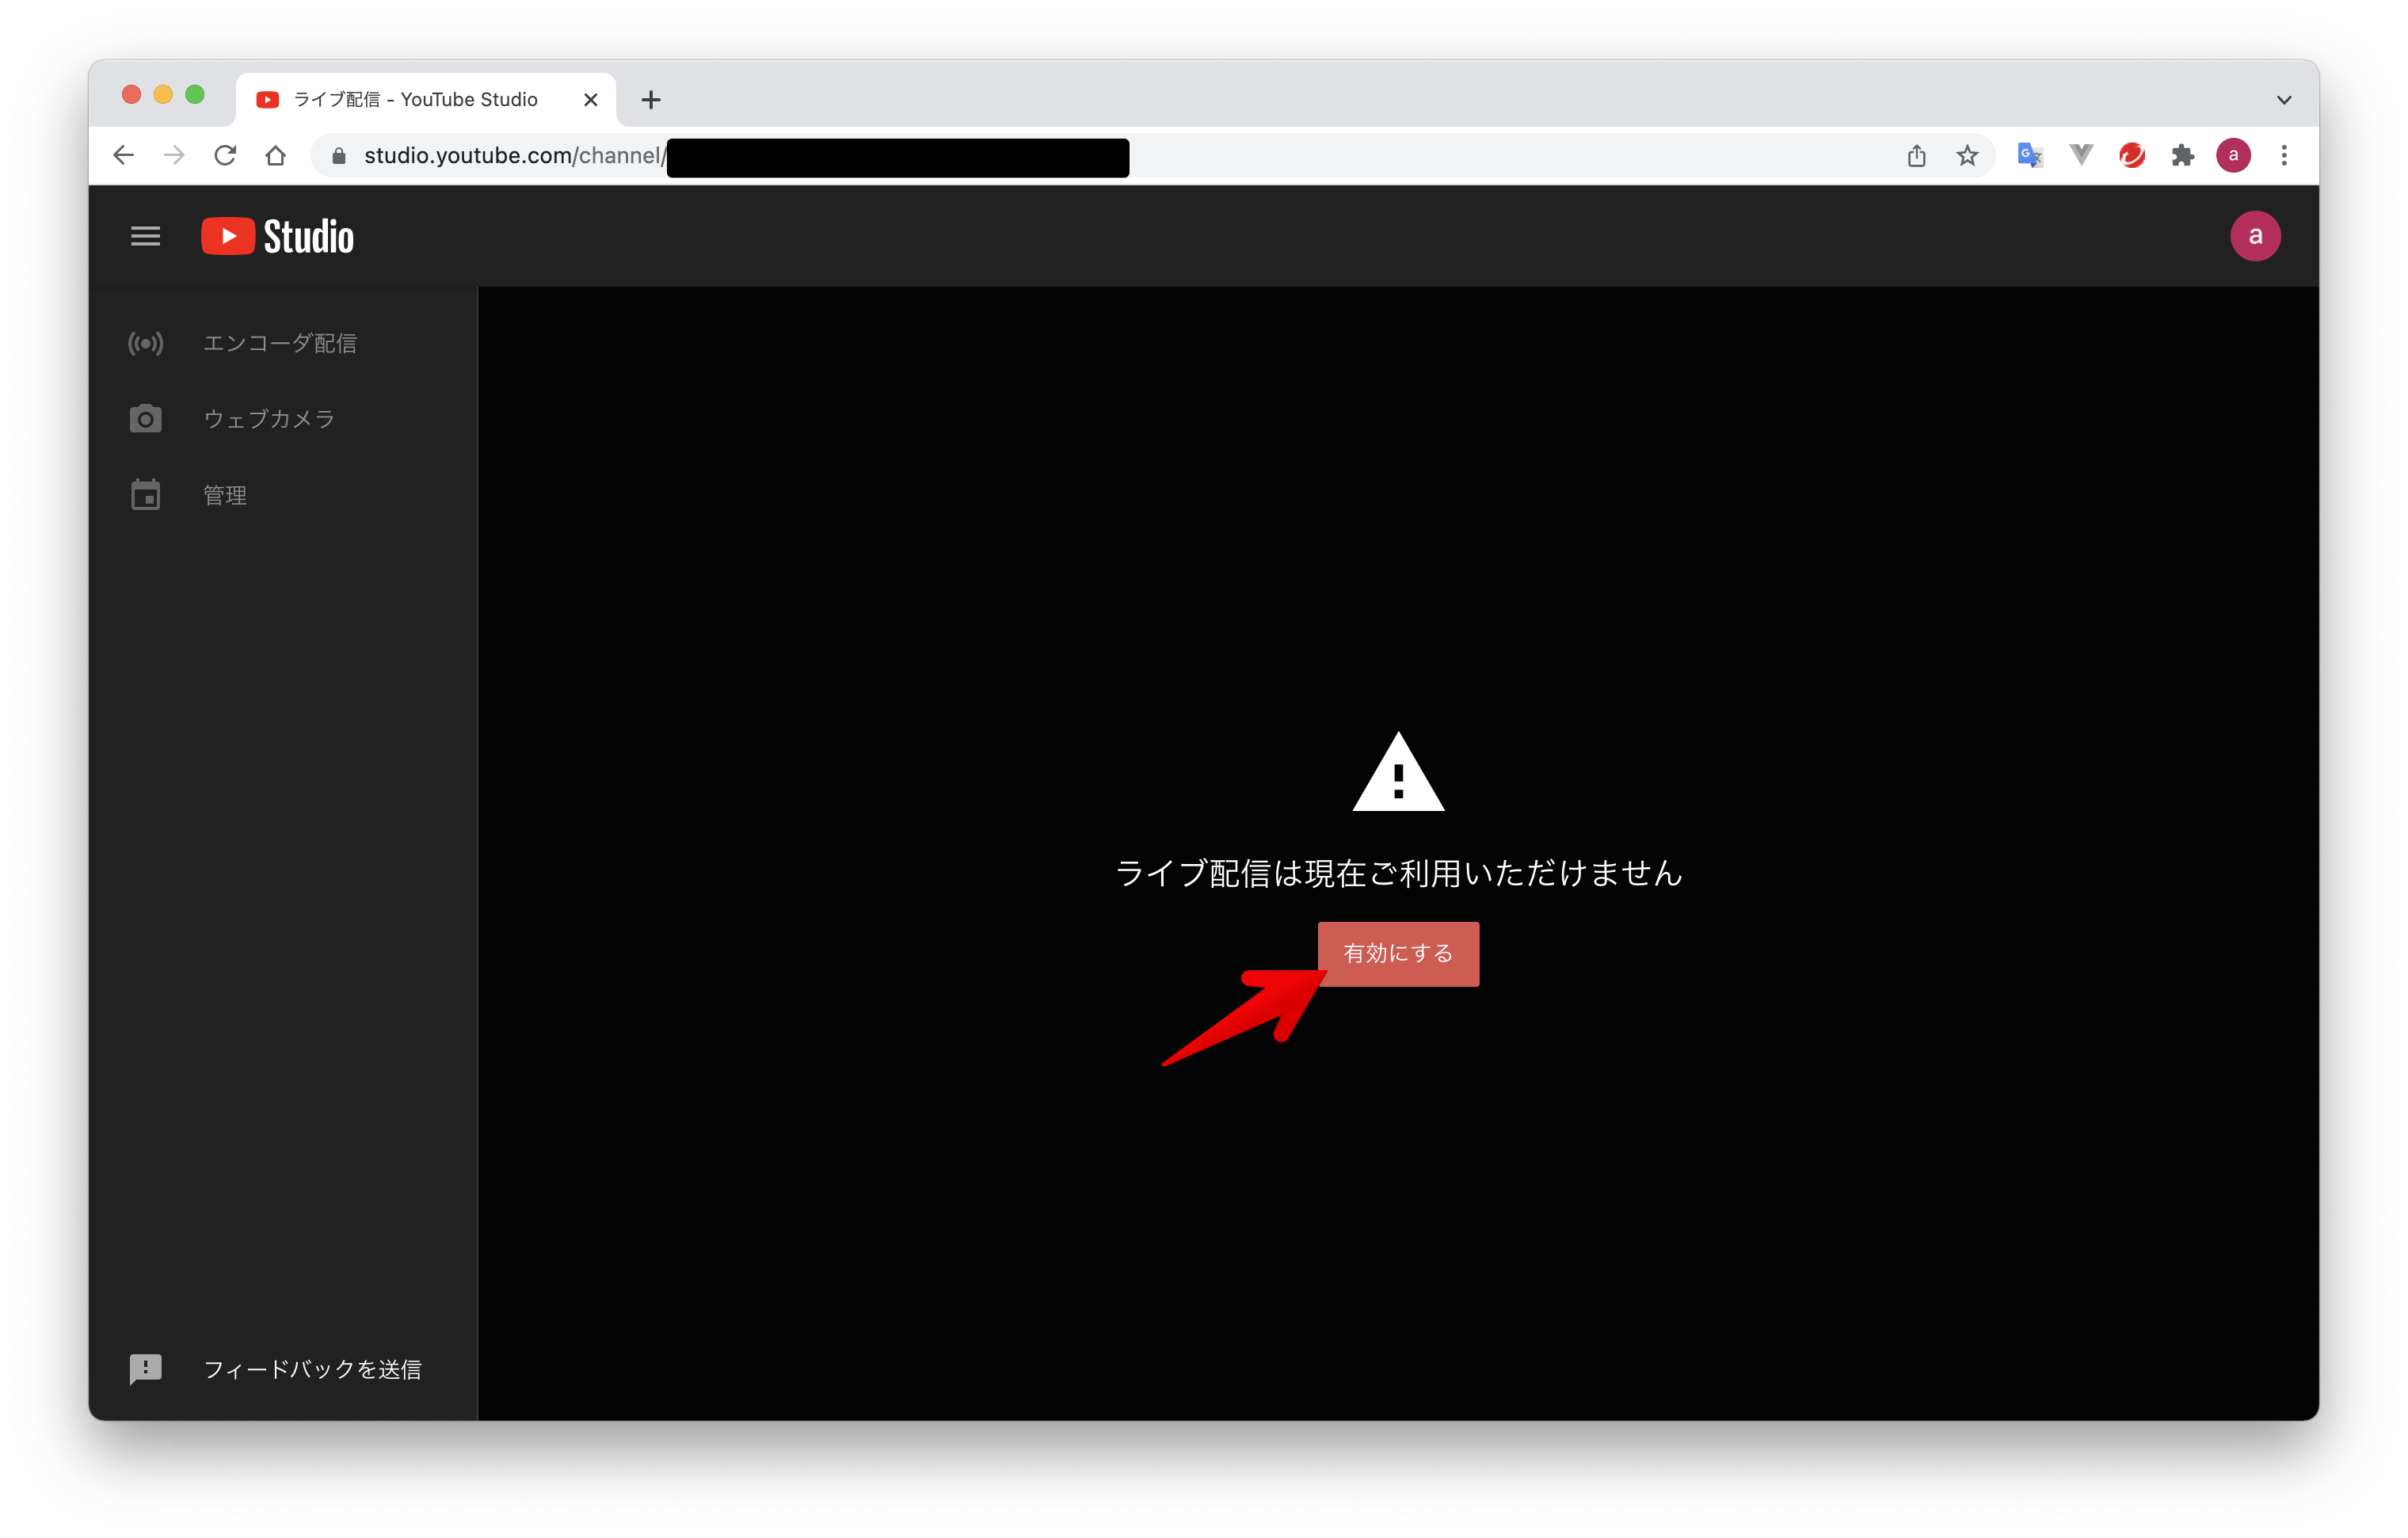 ライブ配信 - YouTube Studio
studio.youtube.com/channel/
a
Studio
a
エンコーダ配信
ウェブカメラ
管理
ライブ配信は現在ご利用いただけません
有効にする
フィードバックを送信